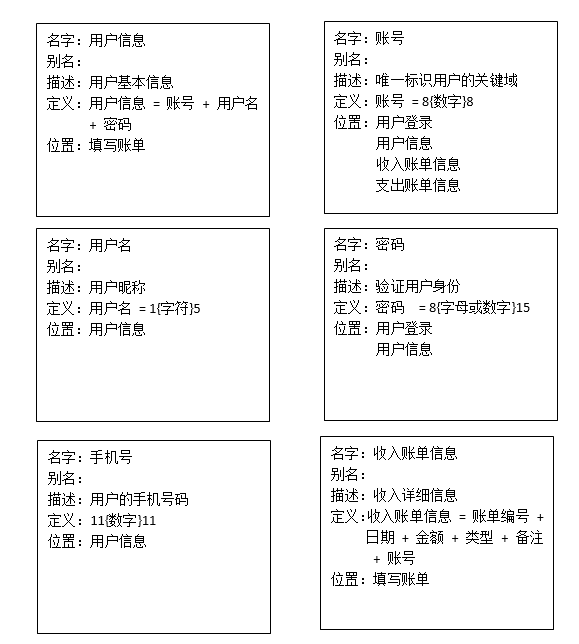 名字：用户信息
别名：
描述：用户基本信息
定义：用户信息 = 账号 + 用户名
+ 密码
位置：填写账单
名字：账号
别名：
描述：唯一标识用户的关键域
定义：账号 = 8{数字}8
位置：用户登录
用户信息
收入账单信息
支出账单信息
名字：用户名
别名：
描述：用户昵称
定义：用户名 = 1{字符}5
位置：用户信息
名字：密码
别名：
描述：验证用户身份
定义：密码 = 8{字母或数字}15
位置：用户登录
用户信息
名字：手机号
别名：
描述：用户的手机号码
定义：11{数字}11
位置：用户信息
名字：收入账单信息
别名：
描述：收入详细信息
定义：收入账单信息 = 账单编号 +
日期 + 金额 + 类型 + 备注
+ 账号
位置：填写账单